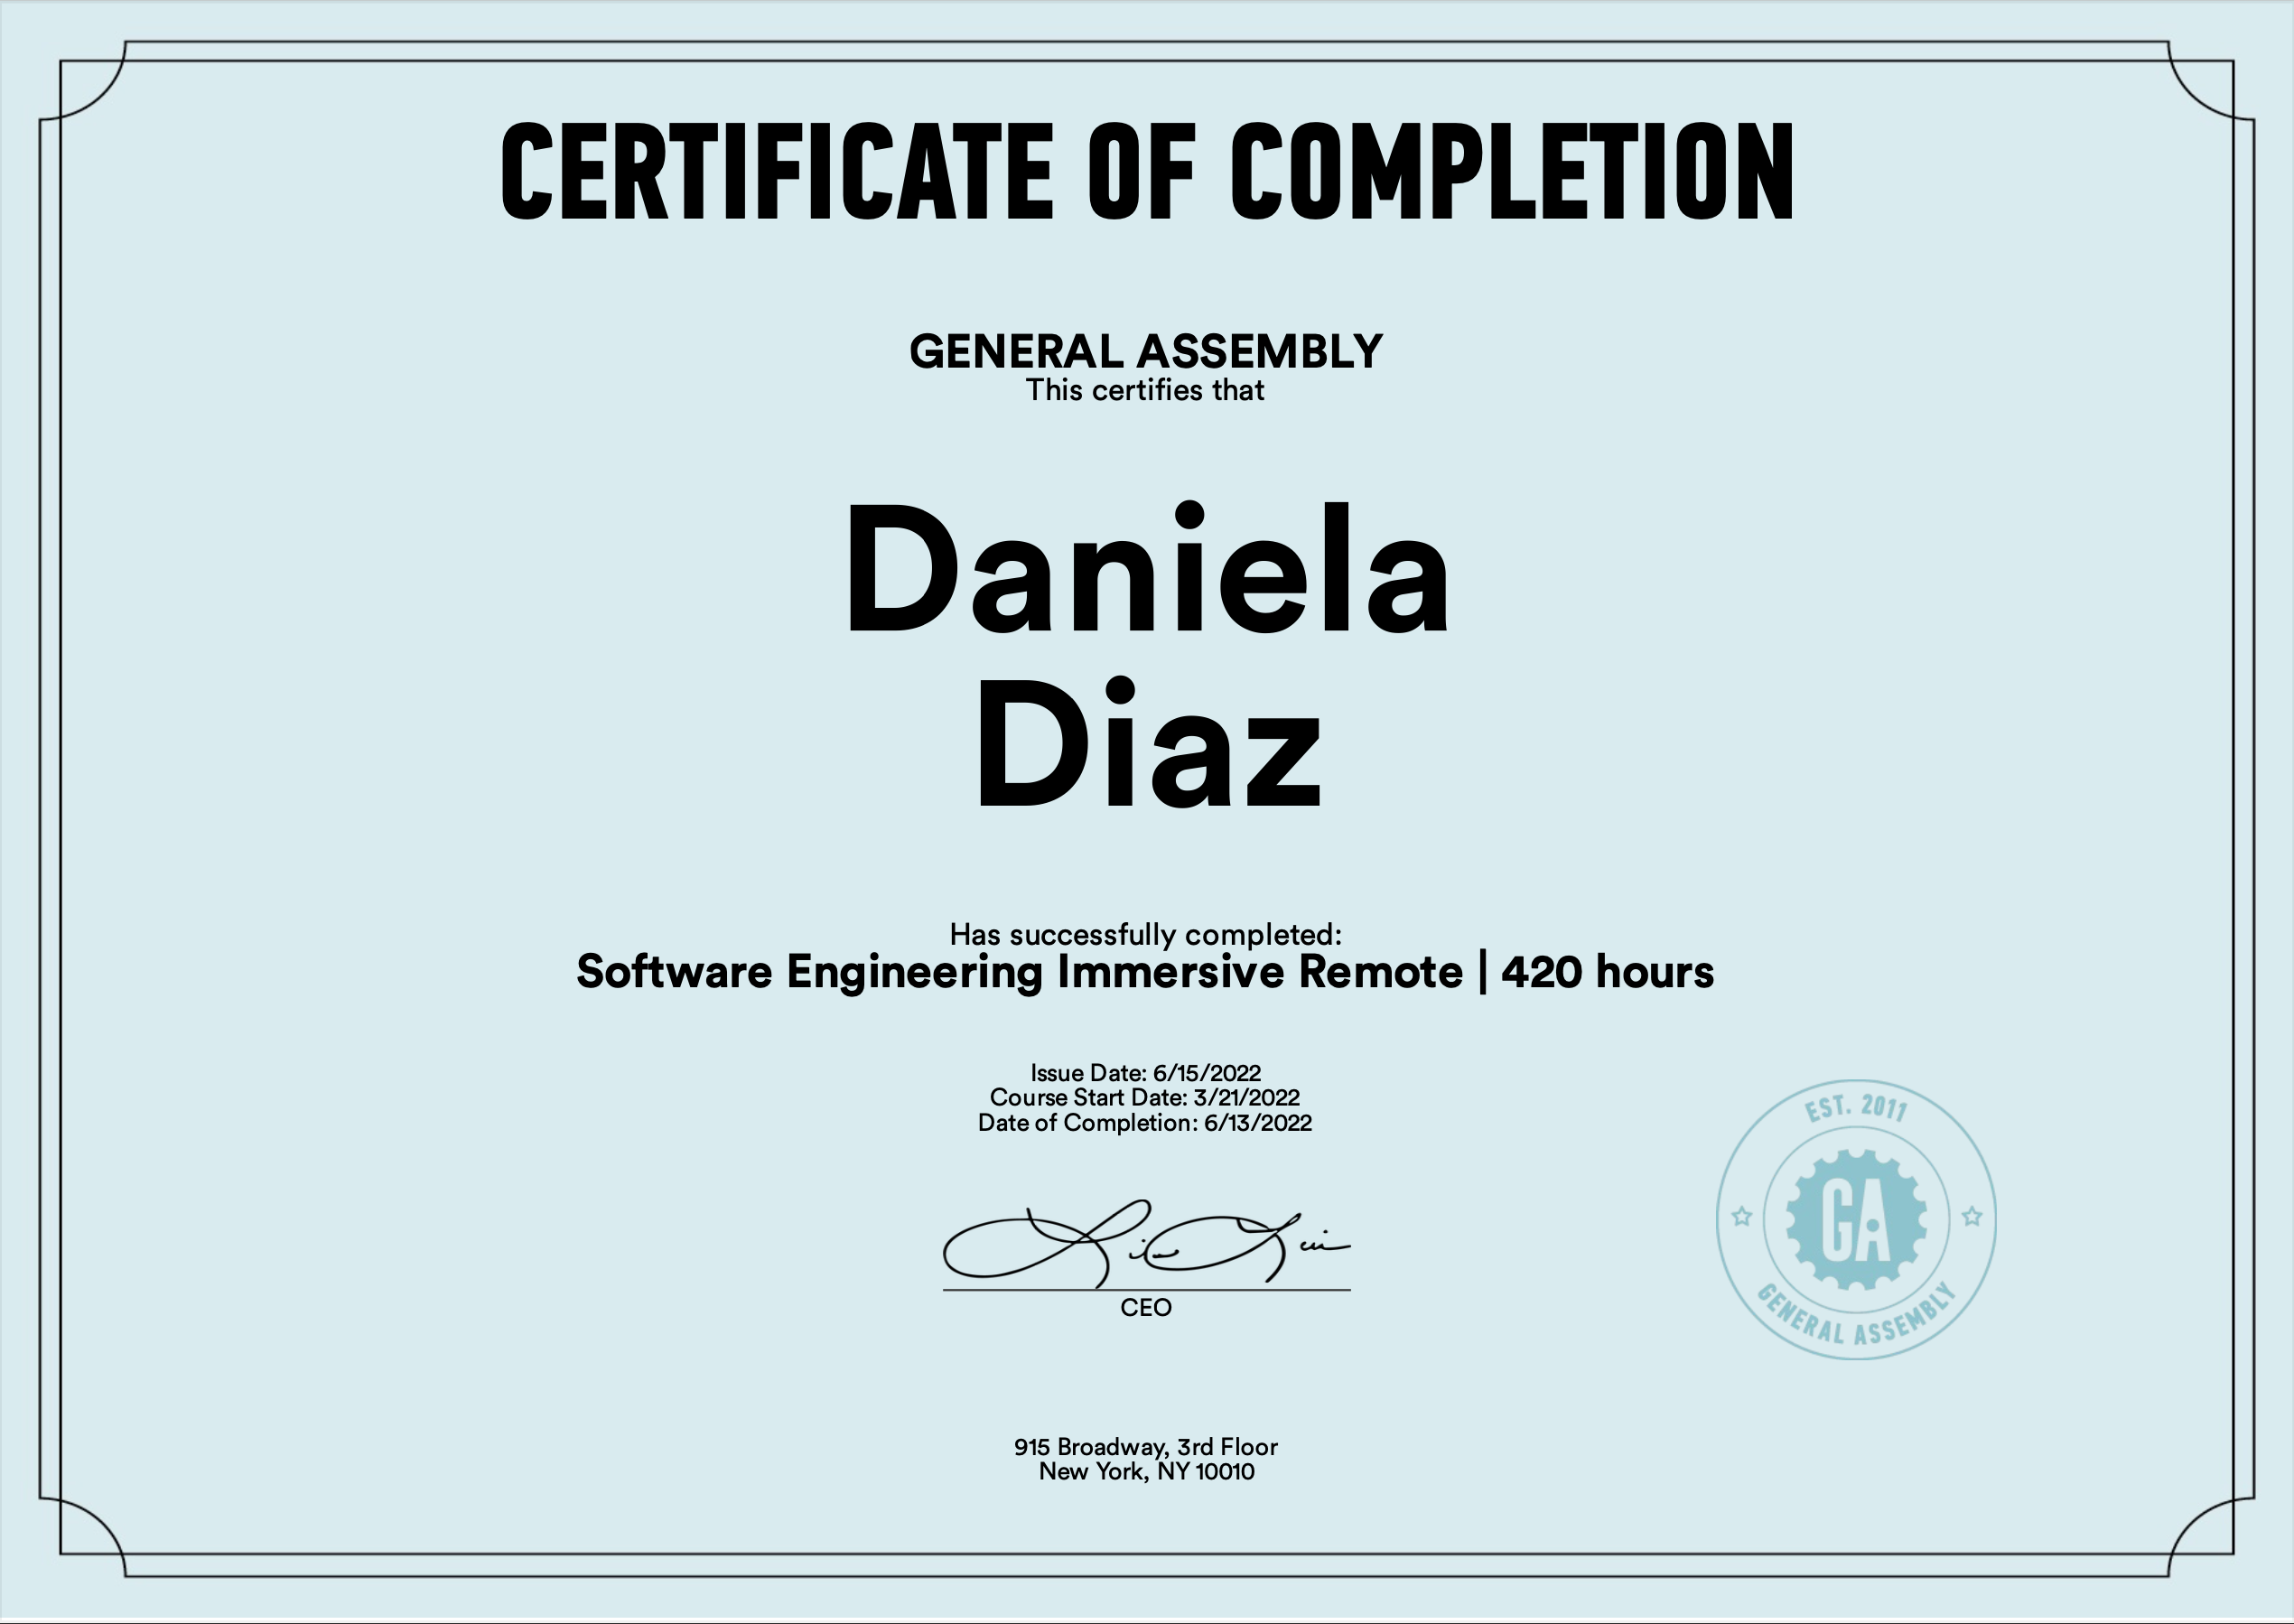 CERTIFICATE OF COMPLETION
GENERAL ASSEMBLY
This certifies that
Daniela
Diaz
Has successfully completed:
Software Engineering Immersive Remote | 420 hours
Issue Date: 6/15/2022
Course Start Date: 3/21/2022
Date of Completion: 6/13/2022
CEO
EST. 2011
GA
GENERAL ASSEMBLY
915 Broadway, 3rd Floor
New York, NY 10010